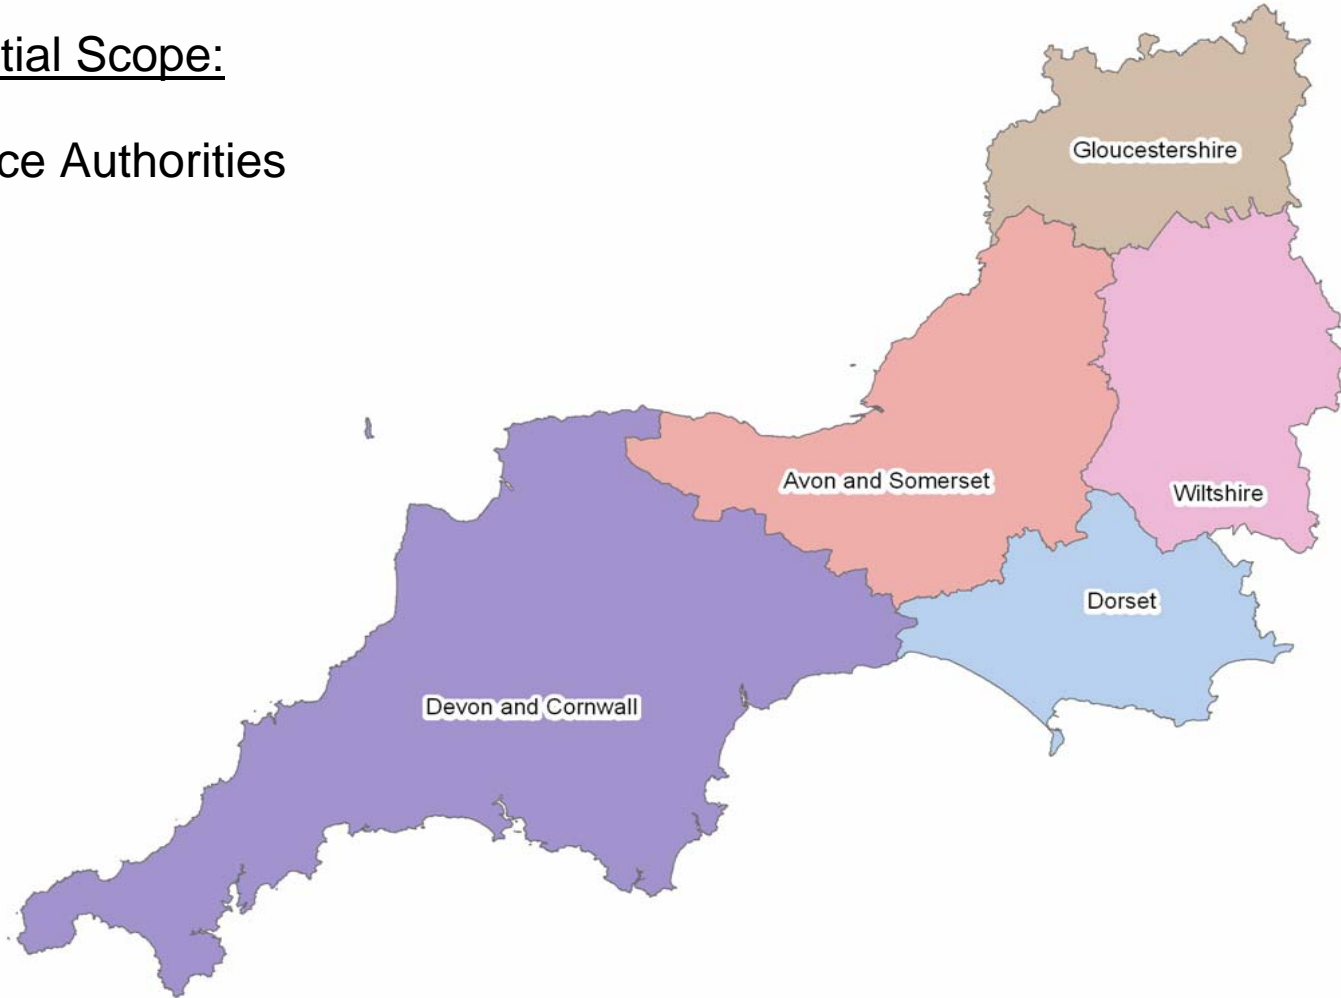 tial Scope:
ce Authorities
Gloucestershire
Avon and Somerset
Wiltshire
Dorset
Devon and Cornwall